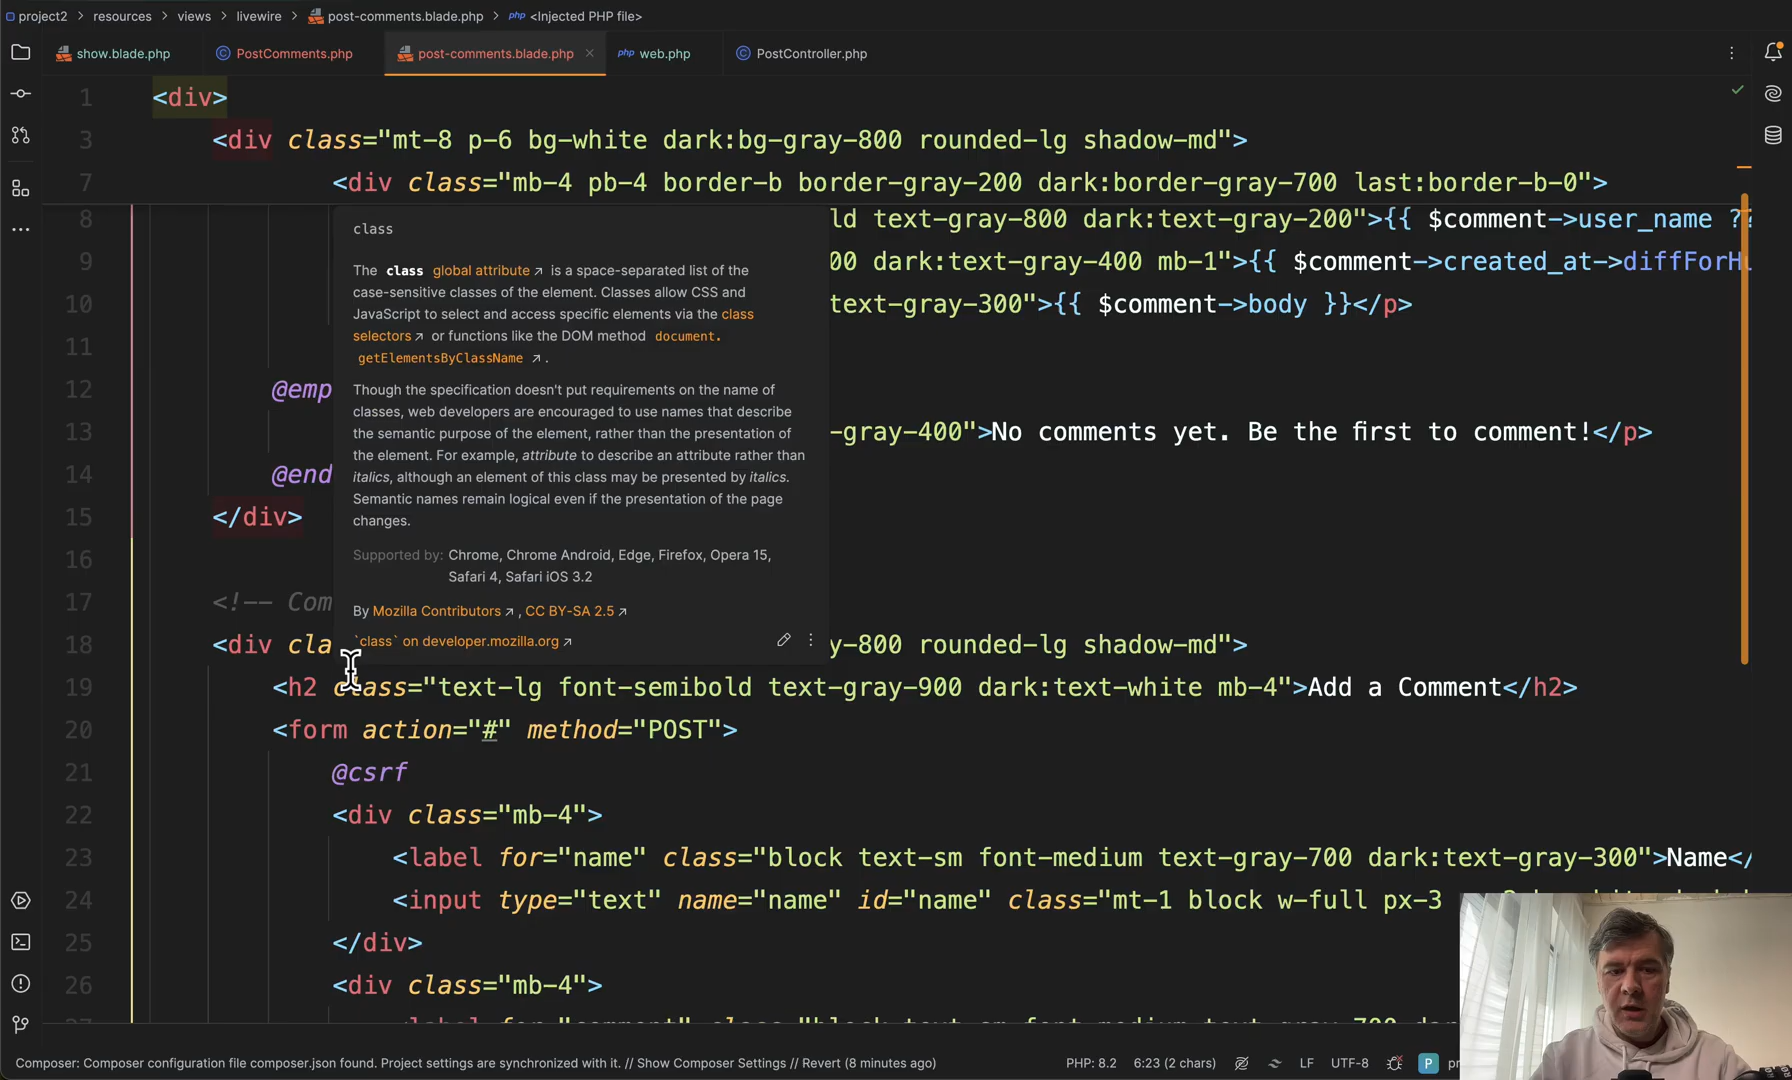 project2 > resources > views > livewire > post-comments.blade.php > php <Injected PHP file>
show.blade.php PostComments.php post-comments.blade.php × php web.php PostController.php
1 <div>
3 <div class="mt-8 p-6 bg-white dark:bg-gray-800 rounded-lg shadow-md">
7 <div class="mb-4 pb-4 border-b border-gray-200 dark:border-gray-700 last:border-b-0">
8 ld text-gray-800 dark:text-gray-200">{{ $comment->user_name ??
9 00 dark:text-gray-400 mb-1">{{ $comment->created_at->diffForHu
10 text-gray-300">{{ $comment->body }}</p>
11
12 @emp
13 -gray-400">No comments yet. Be the first to comment!</p>
14 @end
15 </div>
16
17 <!-- Com
18 <div cla y-800 rounded-lg shadow-md">
class
The class global attribute ↗ is a space-separated list of the
case-sensitive classes of the element. Classes allow CSS and
JavaScript to select and access specific elements via the class
selectors ↗ or functions like the DOM method document.
getElementsByClassName ↗ .
Though the specification doesn't put requirements on the name of
classes, web developers are encouraged to use names that describe
the semantic purpose of the element, rather than the presentation of
the element. For example, attribute to describe an attribute rather than
italics, although an element of this class may be presented by italics.
Semantic names remain logical even if the presentation of the page
changes.
Supported by: Chrome, Chrome Android, Edge, Firefox, Opera 15,
Safari 4, Safari iOS 3.2
By Mozilla Contributors ↗ , CC BY-SA 2.5 ↗
`class` on developer.mozilla.org ↗
19 <h2 class="text-lg font-semibold text-gray-900 dark:text-white mb-4">Add a Comment</h2>
20 <form action="#" method="POST">
21 @csrf
22 <div class="mb-4">
23 <label for="name" class="block text-sm font-medium text-gray-700 dark:text-gray-300">Name</
24 <input type="text" name="name" id="name" class="mt-1 block w-full px-3
25 </div>
26 <div class="mb-4">
Composer: Composer configuration file composer.json found. Project settings are synchronized with it. // Show Composer Settings // Revert (8 minutes ago) PHP: 8.2 6:23 (2 chars) LF UTF-8 P